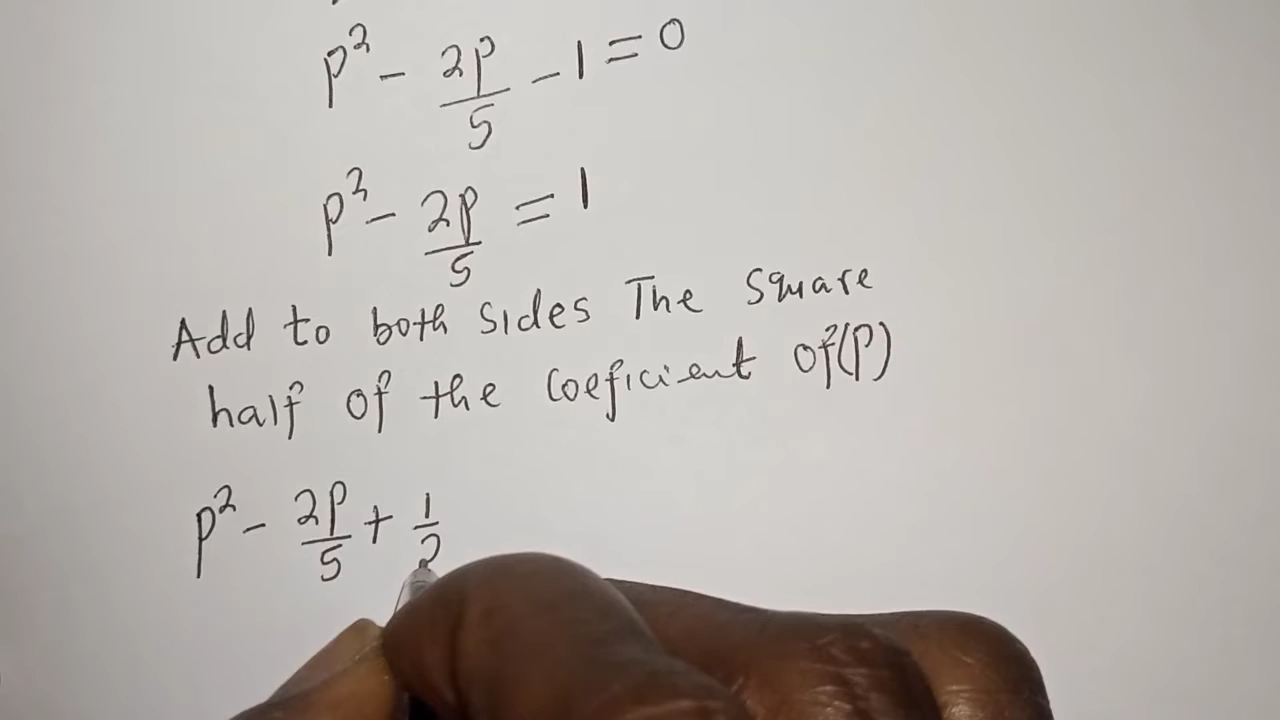 p² - 2p/5 - 1 = 0
p² - 2p/5 = 1
Add to both sides The square
half of the coeficient of (p)
p² - 2p/5 + 1/2